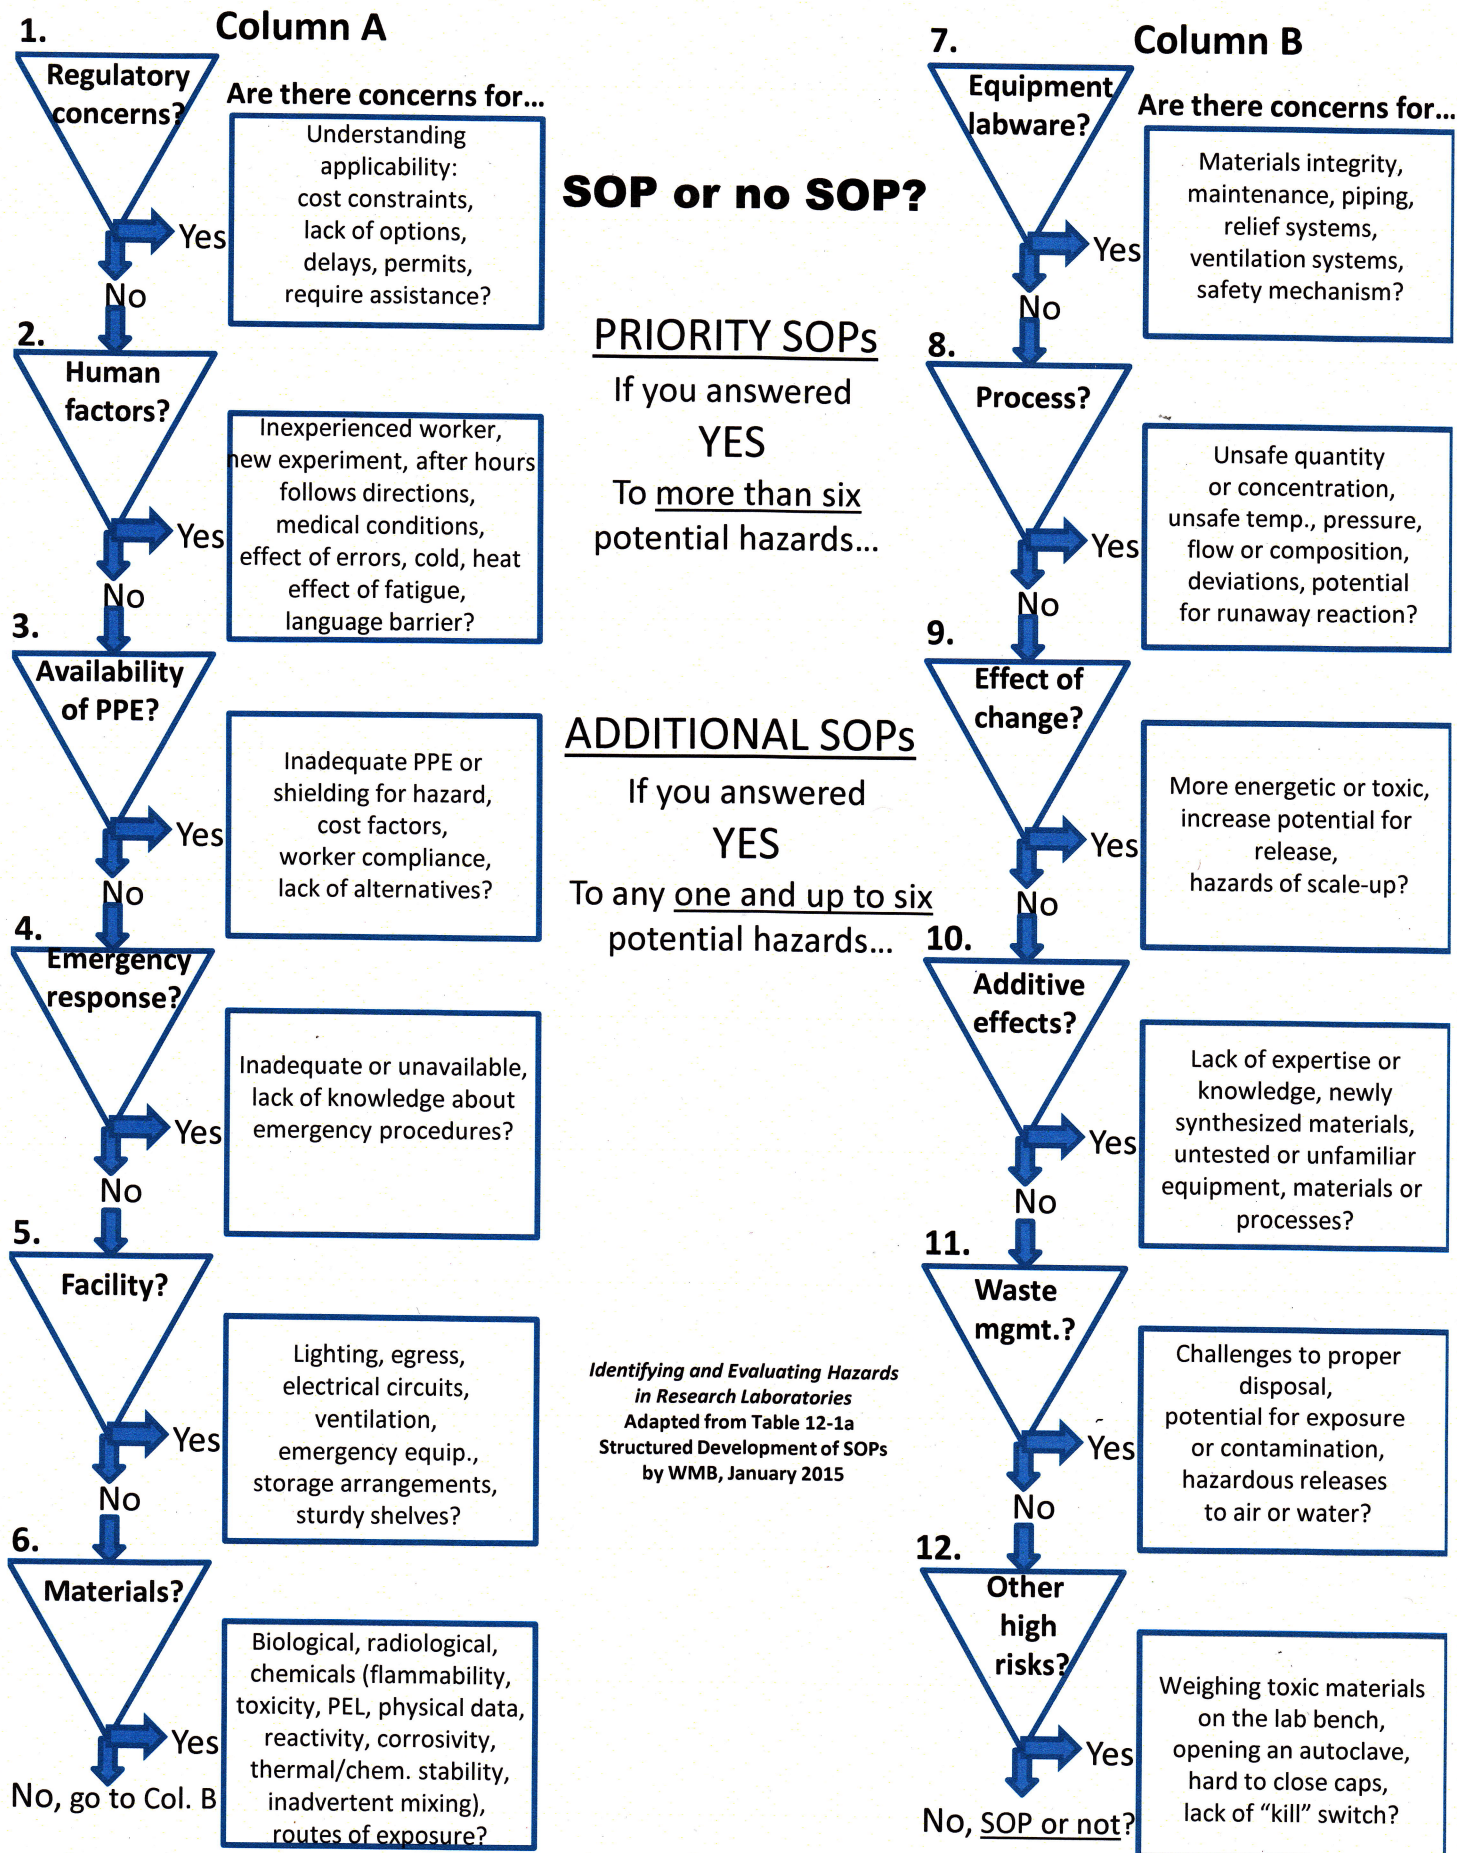 Column A
1.
Regulatory
concerns?
Yes
No
Are there concerns for...
Understanding
applicability:
cost constraints,
lack of options,
delays, permits,
require assistance?
2.
Human
factors?
Yes
No
Inexperienced worker,
new experiment, after hours
follows directions,
medical conditions,
effect of errors, cold, heat
effect of fatigue,
language barrier?
3.
Availability
of PPE?
Yes
No
Inadequate PPE or
shielding for hazard,
cost factors,
worker compliance,
lack of alternatives?
4.
Emergency
response?
Yes
No
Inadequate or unavailable,
lack of knowledge about
emergency procedures?
5.
Facility?
Yes
No
Lighting, egress,
electrical circuits,
ventilation,
emergency equip.,
storage arrangements,
sturdy shelves?
6.
Materials?
Yes
No, go to Col. B
Biological, radiological,
chemicals (flammability,
toxicity, PEL, physical data,
reactivity, corrosivity,
thermal/chem. stability,
inadvertent mixing),
routes of exposure?
SOP or no SOP?
PRIORITY SOPs
If you answered
YES
To more than six
potential hazards...
ADDITIONAL SOPs
If you answered
YES
To any one and up to six
potential hazards...
Identifying and Evaluating Hazards
in Research Laboratories
Adapted from Table 12-1a
Structured Development of SOPs
by WMB, January 2015
Column B
7.
Equipment
labware?
Yes
No
Are there concerns for...
Materials integrity,
maintenance, piping,
relief systems,
ventilation systems,
safety mechanism?
8.
Process?
Yes
No
Unsafe quantity
or concentration,
unsafe temp., pressure,
flow or composition,
deviations, potential
for runaway reaction?
9.
Effect of
change?
Yes
No
More energetic or toxic,
increase potential for
release,
hazards of scale-up?
10.
Additive
effects?
Yes
No
Lack of expertise or
knowledge, newly
synthesized materials,
untested or unfamiliar
equipment, materials or
processes?
11.
Waste
mgmt.?
Yes
No
Challenges to proper
disposal,
potential for exposure
or contamination,
hazardous releases
to air or water?
12.
Other
high
risks?
Yes
No, SOP or not?
Weighing toxic materials
on the lab bench,
opening an autoclave,
hard to close caps,
lack of “kill” switch?